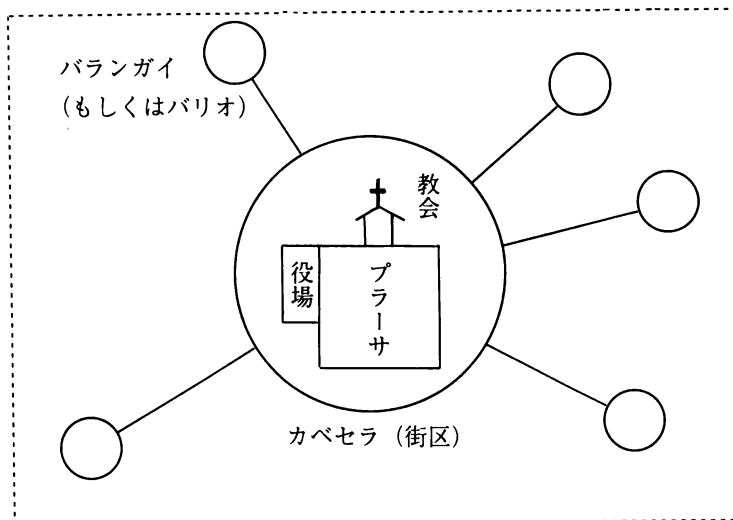 バランガイ
(もしくはバリオ)
教会
役場
プラーサ
カベセラ(街区)